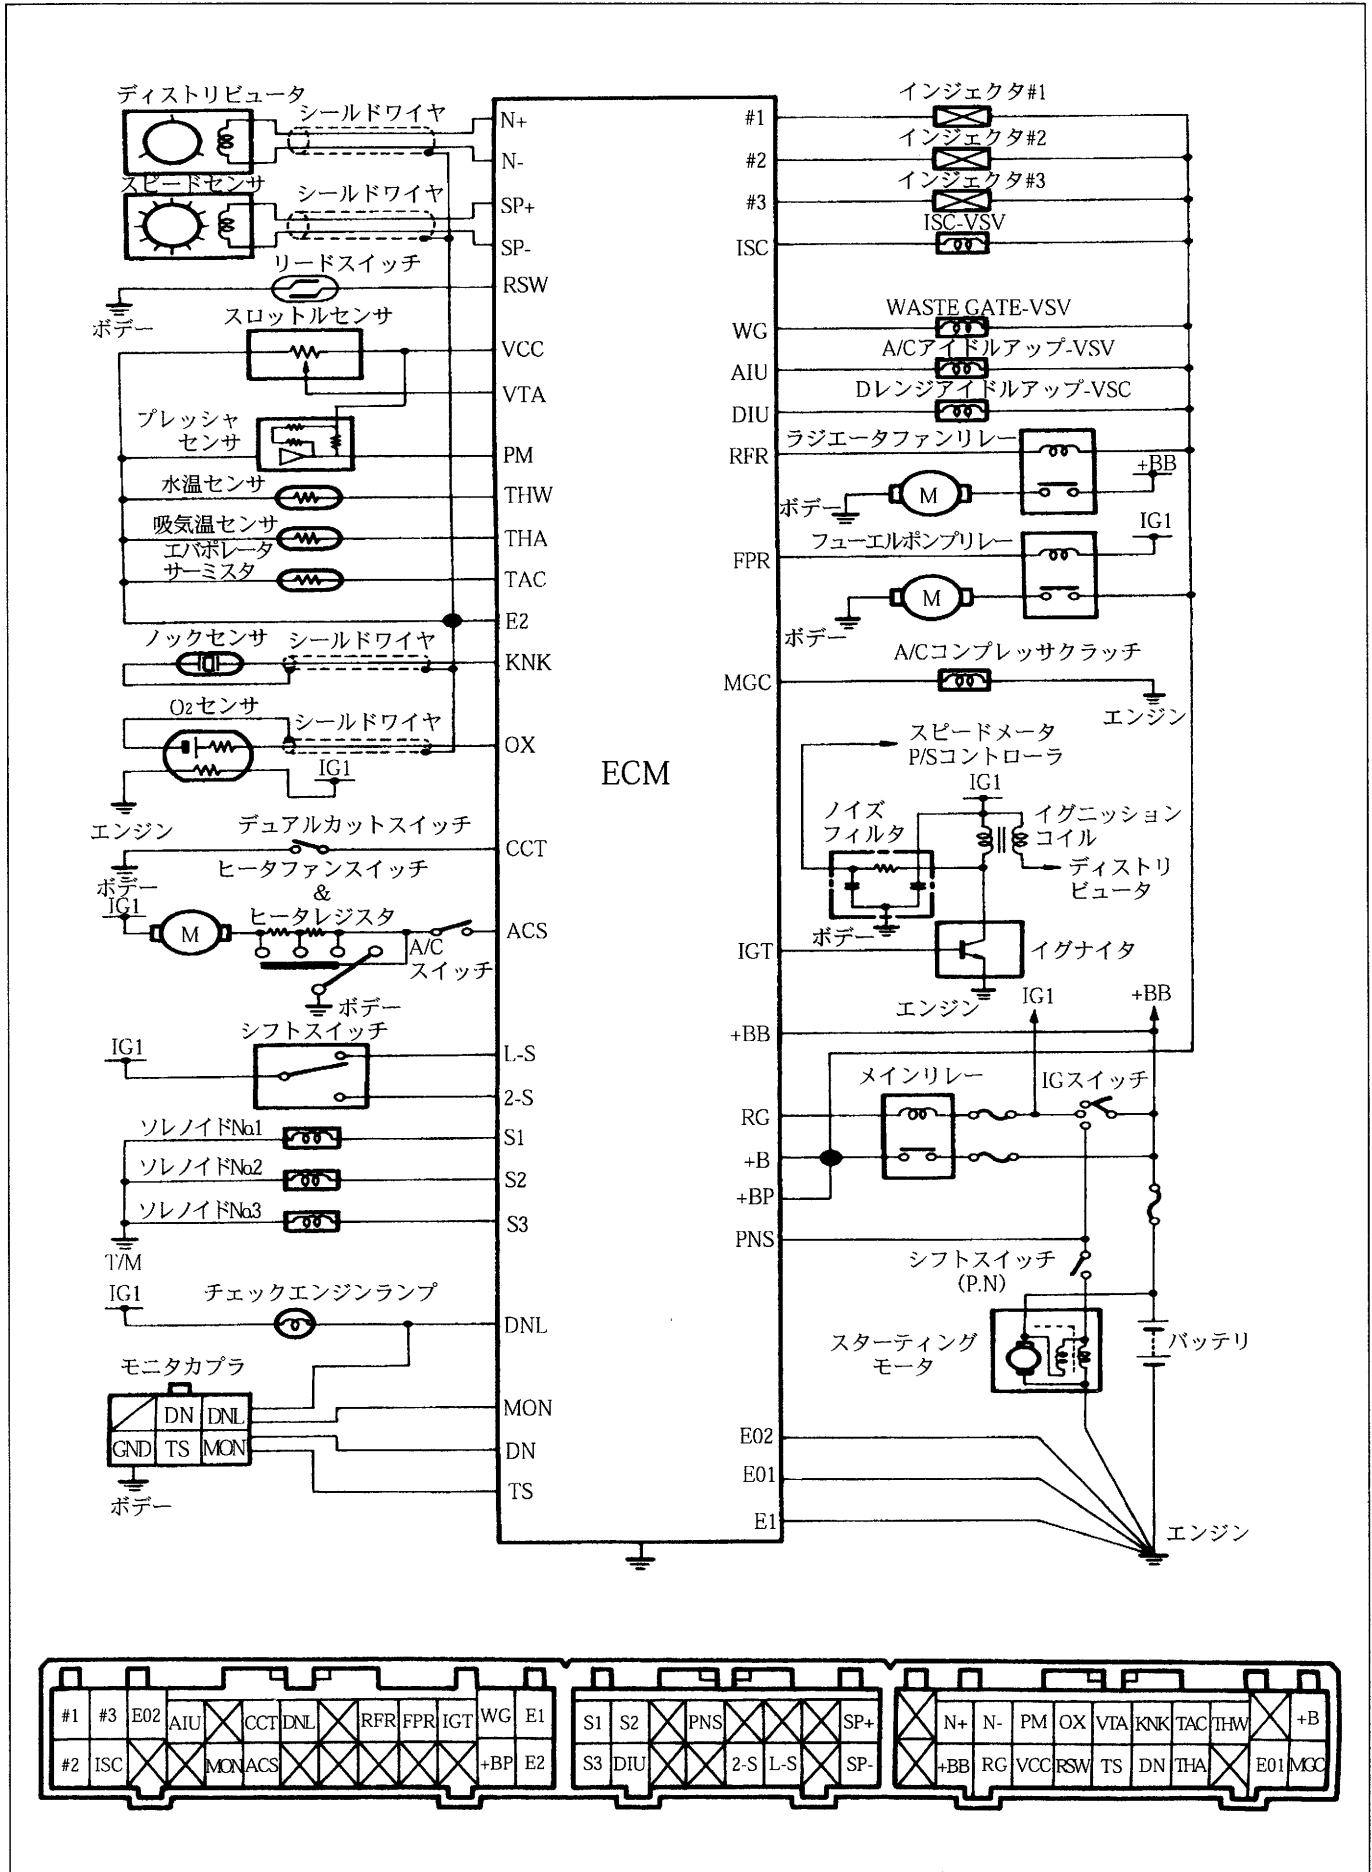 ディストリビュータ
シールドワイヤ
N+
N-
スピードセンサ
シールドワイヤ
SP+
SP-
リードスイッチ
RSW
ボデー
スロットルセンサ
VCC
VTA
プレッシャ
センサ
PM
水温センサ
THW
吸気温センサ
THA
エバポレータ
サーミスタ
TAC
E2
ノックセンサ
シールドワイヤ
KNK
O2センサ
シールドワイヤ
OX
IG1
エンジン
デュアルカットスイッチ
CCT
ボデー
ヒータファンスイッチ
&
ヒータレジスタ
IG1
M
ACS
A/C
スイッチ
ボデー
シフトスイッチ
IG1
L-S
2-S
ソレノイドNo.1
S1
ソレノイドNo.2
S2
ソレノイドNo.3
S3
T/M
IG1
チェックエンジンランプ
DNL
モニタカプラ
DN DNL
GND TS MON
ボデー
MON
DN
TS
ECM
インジェクタ#1
#1
インジェクタ#2
#2
インジェクタ#3
#3
ISC-VSV
ISC
WASTE GATE-VSV
WG
A/Cアイドルアップ-VSV
AIU
Dレンジアイドルアップ-VSC
DIU
ラジエータファンリレー
RFR
+BB
M
ボデー
IG1
フューエルポンプリレー
FPR
M
ボデー
A/Cコンプレッサクラッチ
MGC
エンジン
スピードメータ
P/Sコントローラ
IG1
ノイズ
フィルタ
イグニッション
コイル
ディストリ
ビュータ
ボデー
IGT
イグナイタ
エンジン
IG1
+BB
+BB
メインリレー
IGスイッチ
RG
+B
+BP
PNS
シフトスイッチ
(P.N)
スターティング
モータ
バッテリ
E02
E01
E1
エンジン
#1 #3 E02 AIU CCT DNL RFR FPR IGT WG E1
#2 ISC MON ACS +BP E2
S1 S2 PNS SP+
S3 DIU 2-S L-S SP-
N+ N- PM OX VTA KNK TAC THW +B
+BB RG VCC RSW TS DN THA E01 MGC